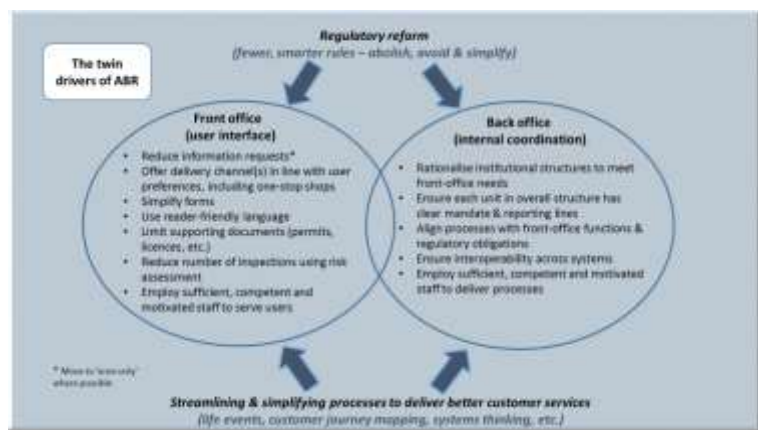 Regulatory reform
(fewer, smarter rules – abolish, avoid & simplify)
The twin
drivers of ABR
Front office
(user interface)
• Reduce information requests*
• Offer delivery channel(s) in line with user
preferences, including one-stop shops
• Simplify forms
• Use reader-friendly language
• Limit supporting documents (permits,
licences, etc.)
• Reduce number of inspections using risk
assessment
• Employ sufficient, competent and
motivated staff to serve users
Back office
(internal coordination)
• Rationalise institutional structures to meet
front-office needs
• Ensure each unit in overall structure has
clear mandate & reporting lines
• Align processes with front-office functions &
regulatory obligations
• Ensure interoperability across systems
• Employ sufficient, competent and motivated
staff to deliver processes
* Move to 'once only'
where possible
Streamlining & simplifying processes to deliver better customer services
(life events, customer journey mapping, systems thinking, etc.)